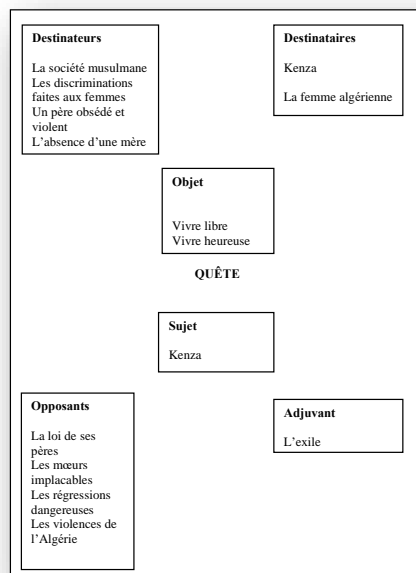 Destinateurs
La société musulmane
Les discriminations
faites aux femmes
Un père obsédé et
violent
L'absence d'une mère
Destinataires
Kenza
La femme algérienne
Objet
Vivre libre
Vivre heureuse
QUÊTE
Sujet
Kenza
Opposants
La loi de ses
pères
Les mœurs
implacables
Les régressions
dangereuses
Les violences de
l'Algérie
Adjuvant
L'exile